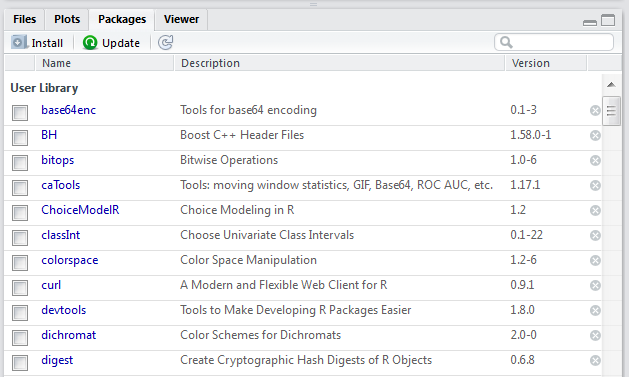 Files Plots Packages Viewer
Install Update
Name Description Version
User Library
base64enc Tools for base64 encoding 0.1-3
BH Boost C++ Header Files 1.58.0-1
bitops Bitwise Operations 1.0-6
caTools Tools: moving window statistics, GIF, Base64, ROC AUC, etc. 1.17.1
ChoiceModelR Choice Modeling in R 1.2
classInt Choose Univariate Class Intervals 0.1-22
colorspace Color Space Manipulation 1.2-6
curl A Modern and Flexible Web Client for R 0.9.1
devtools Tools to Make Developing R Packages Easier 1.8.0
dichromat Color Schemes for Dichromats 2.0-0
digest Create Cryptographic Hash Digests of R Objects 0.6.8